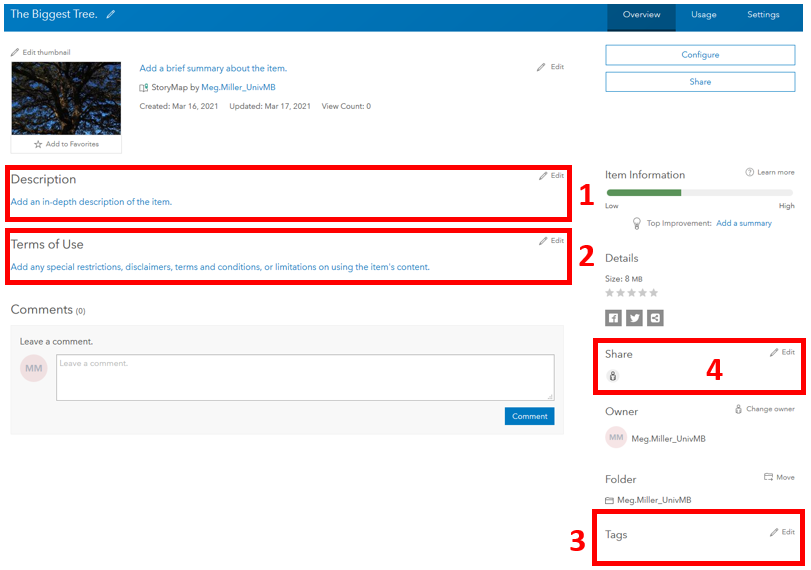 The Biggest Tree.
Overview Usage Settings
Edit thumbnail
Add a brief summary about the item.
Edit
StoryMap by Meg.Miller_UnivMB
Created: Mar 16, 2021 Updated: Mar 17, 2021 View Count: 0
Add to Favorites
Configure
Share
Description
Edit
Add an in-depth description of the item.
1
Terms of Use
Edit
Add any special restrictions, disclaimers, terms and conditions, or limitations on using the item's content.
2
Comments (0)
Leave a comment.
MM
Leave a comment.
Comment
Item Information
Learn more
Low High
Top Improvement: Add a summary
Details
Size: 8 MB
Share
Edit
4
Owner
Change owner
MM
Meg.Miller_UnivMB
Folder
Move
Meg.Miller_UnivMB
3
Tags
Edit